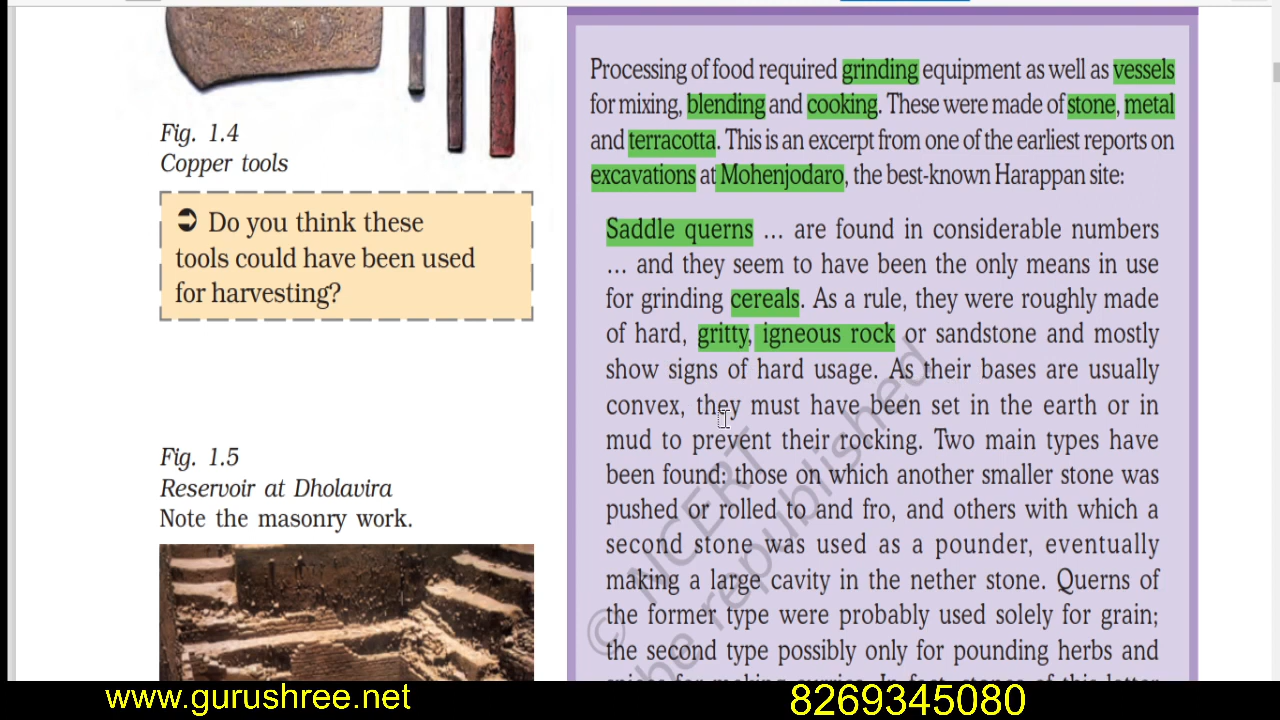 Fig. 1.4
Copper tools
➲ Do you think these
tools could have been used
for harvesting?
Fig. 1.5
Reservoir at Dholavira
Note the masonry work.
Processing of food required grinding equipment as well as vessels
for mixing, blending and cooking. These were made of stone, metal
and terracotta. This is an excerpt from one of the earliest reports on
excavations at Mohenjodaro, the best-known Harappan site:
Saddle querns … are found in considerable numbers
… and they seem to have been the only means in use
for grinding cereals. As a rule, they were roughly made
of hard, gritty, igneous rock or sandstone and mostly
show signs of hard usage. As their bases are usually
convex, they must have been set in the earth or in
mud to prevent their rocking. Two main types have
been found: those on which another smaller stone was
pushed or rolled to and fro, and others with which a
second stone was used as a pounder, eventually
making a large cavity in the nether stone. Querns of
the former type were probably used solely for grain;
the second type possibly only for pounding herbs and
© NCERT
be republished
www.gurushree.net
8269345080